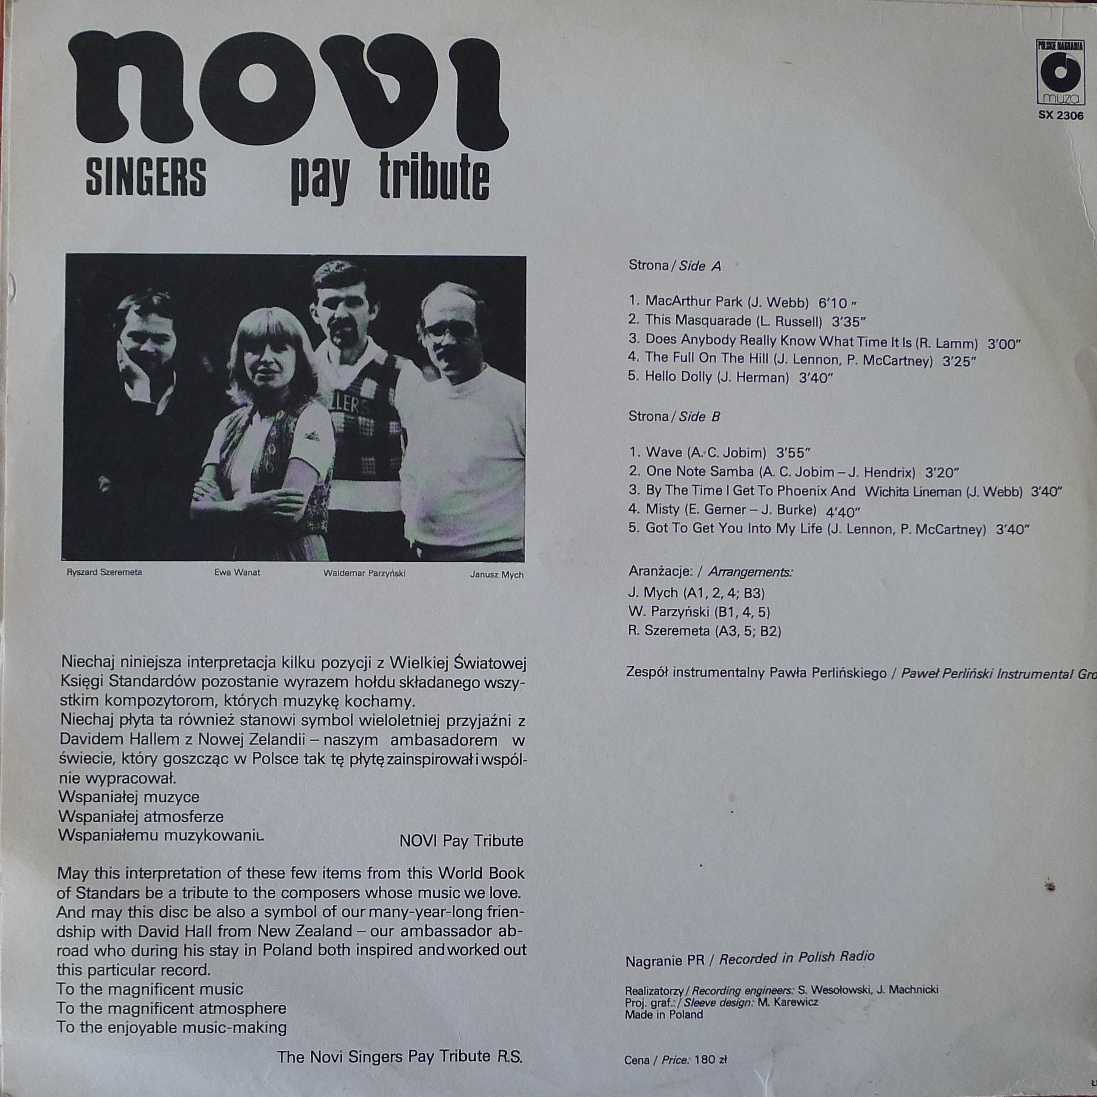 novi
SINGERS pay tribute
POLSKIE NAGRANIA
muza
SX 2306
LLERS
Ryszard Szeremeta Ewa Wanat Waldemar Parzyński Janusz Mych
Niechaj niniejsza interpretacja kilku pozycji z Wielkiej Światowej
Księgi Standardów pozostanie wyrazem hołdu składanego wszy-
stkim kompozytorom, których muzykę kochamy.
Niechaj płyta ta również stanowi symbol wieloletniej przyjaźni z
Davidem Hallem z Nowej Zelandii – naszym ambasadorem w
świecie, który goszcząc w Polsce tak tę płytę zainspirował i wspól-
nie wypracował.
Wspaniałej muzyce
Wspaniałej atmosferze
Wspaniałemu muzykowaniu
NOVI Pay Tribute
May this interpretation of these few items from this World Book
of Standars be a tribute to the composers whose music we love.
And may this disc be also a symbol of our many-year-long frien-
dship with David Hall from New Zealand – our ambassador ab-
road who during his stay in Poland both inspired and worked out
this particular record.
To the magnificent music
To the magnificent atmosphere
To the enjoyable music-making
The Novi Singers Pay Tribute R.S.
Strona / Side A
1. MacArthur Park (J. Webb) 6'10"
2. This Masquarade (L. Russell) 3'35"
3. Does Anybody Really Know What Time It Is (R. Lamm) 3'00"
4. The Full On The Hill (J. Lennon, P. McCartney) 3'25"
5. Hello Dolly (J. Herman) 3'40"
Strona / Side B
1. Wave (A. C. Jobim) 3'55"
2. One Note Samba (A. C. Jobim – J. Hendrix) 3'20"
3. By The Time I Get To Phoenix And Wichita Lineman (J. Webb) 3'40"
4. Misty (E. Gerner – J. Burke) 4'40"
5. Got To Get You Into My Life (J. Lennon, P. McCartney) 3'40"
Aranżacje: / Arrangements:
J. Mych (A1, 2, 4; B3)
W. Parzyński (B1, 4, 5)
R. Szeremeta (A3, 5; B2)
Zespół instrumentalny Pawła Perlińskiego / Paweł Perliński Instrumental Gro
Nagranie PR / Recorded in Polish Radio
Realizatorzy / Recording engineers: S. Wesołowski, J. Machnicki
Proj. graf.: / Sleeve design: M. Karewicz
Made in Poland
Cena / Price: 180 zł